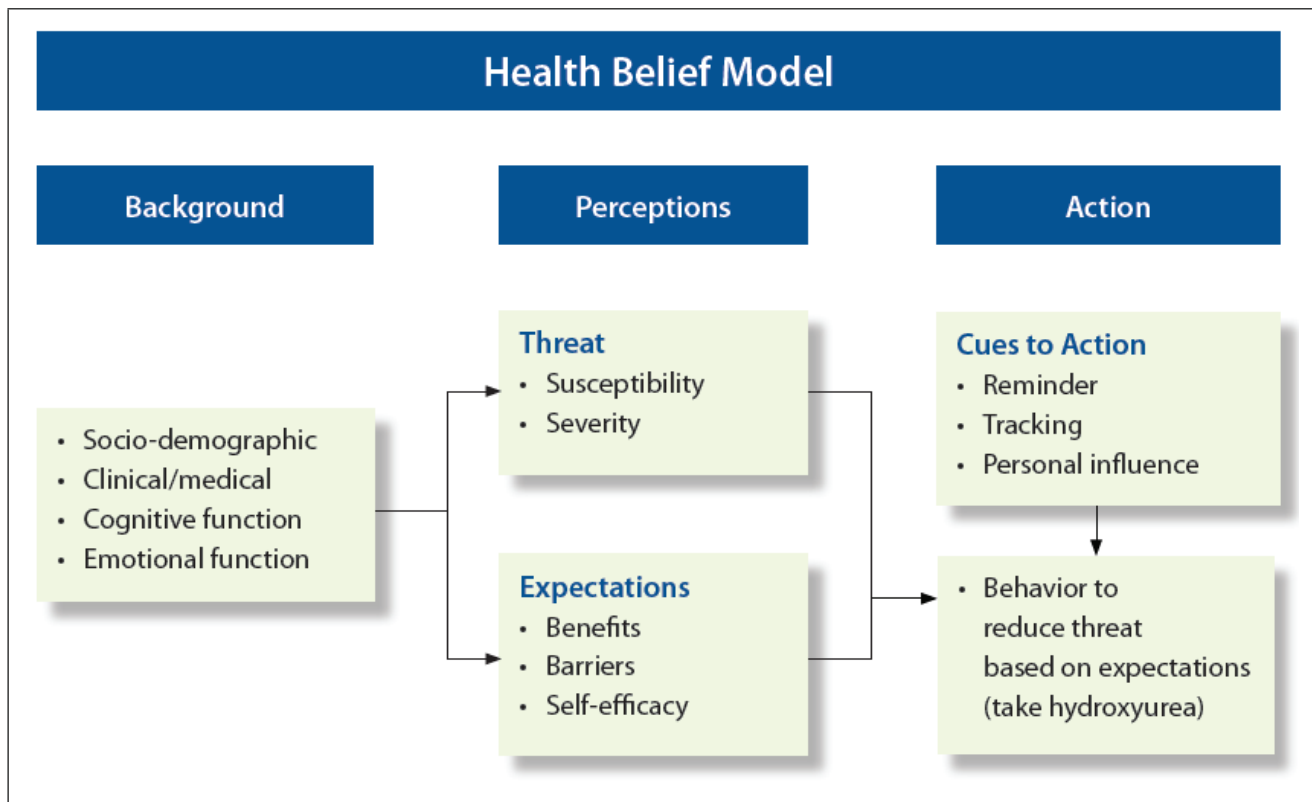 Health Belief Model
Background
Perceptions
Action
• Socio-demographic
• Clinical/medical
• Cognitive function
• Emotional function
Threat
• Susceptibility
• Severity
Expectations
• Benefits
• Barriers
• Self-efficacy
Cues to Action
• Reminder
• Tracking
• Personal influence
• Behavior to
reduce threat
based on expectations
(take hydroxyurea)